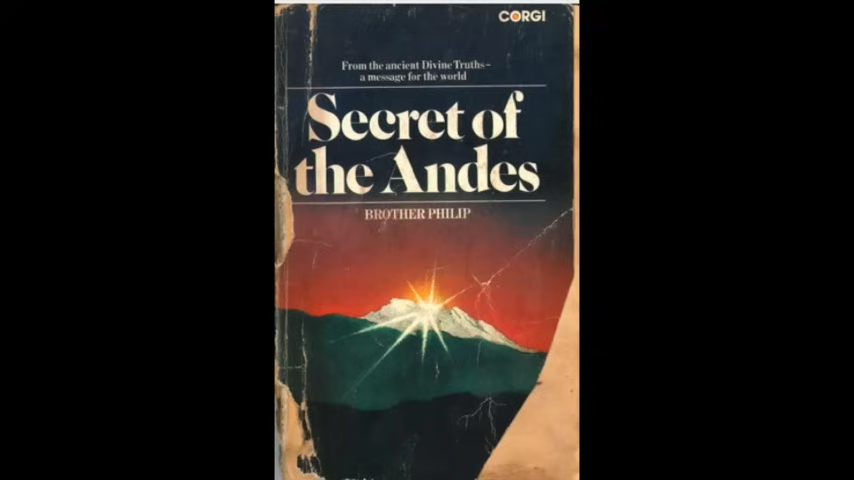 CORGI
From the ancient Divine Truths–
a message for the world
Secret of
the Andes
BROTHER PHILIP